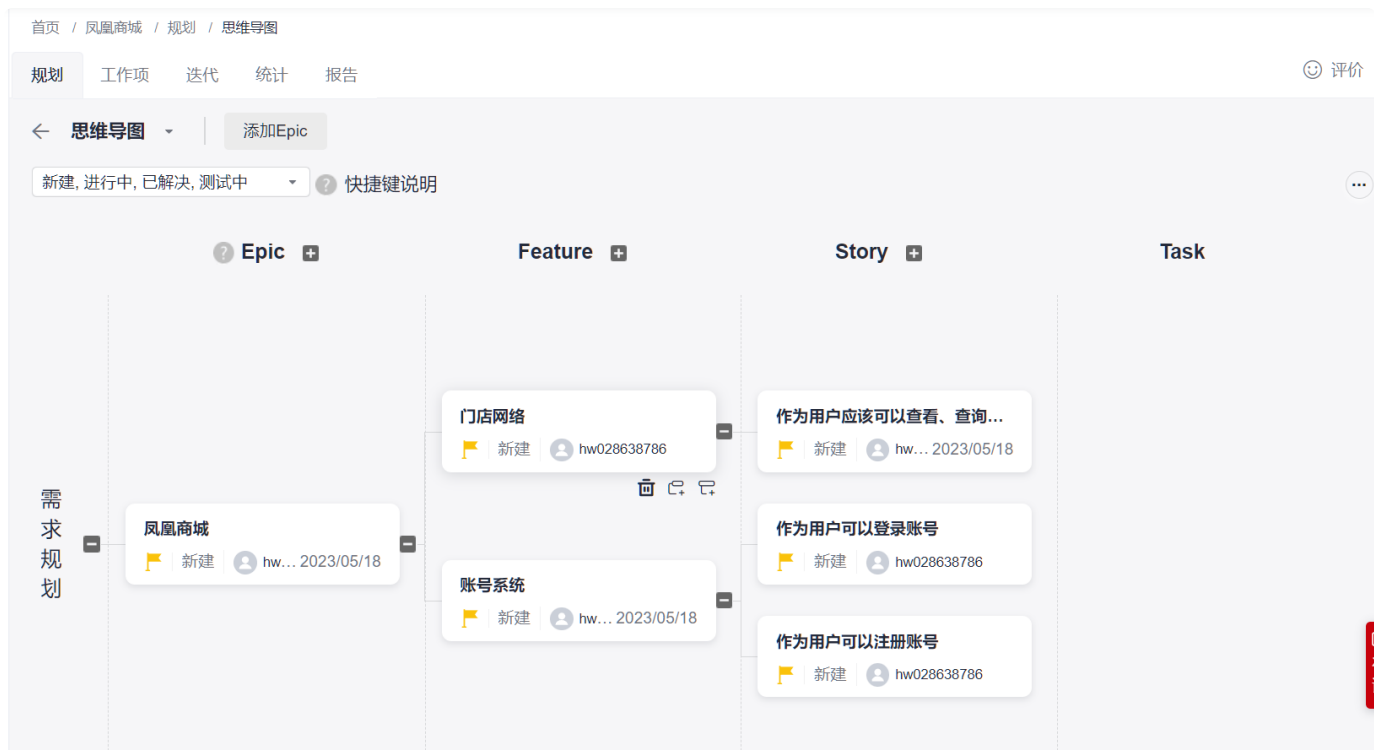 首页 / 凤凰商城 / 规划 / 思维导图
规划 工作项 迭代 统计 报告 评价
思维导图 添加Epic
新建, 进行中, 已解决, 测试中 ? 快捷键说明
? Epic Feature Story Task
需求规划
凤凰商城
新建 hw... 2023/05/18
门店网络
新建 hw028638786
账号系统
新建 hw... 2023/05/18
作为用户应该可以查看、查询...
新建 hw... 2023/05/18
作为用户可以登录账号
新建 hw028638786
作为用户可以注册账号
新建 hw028638786